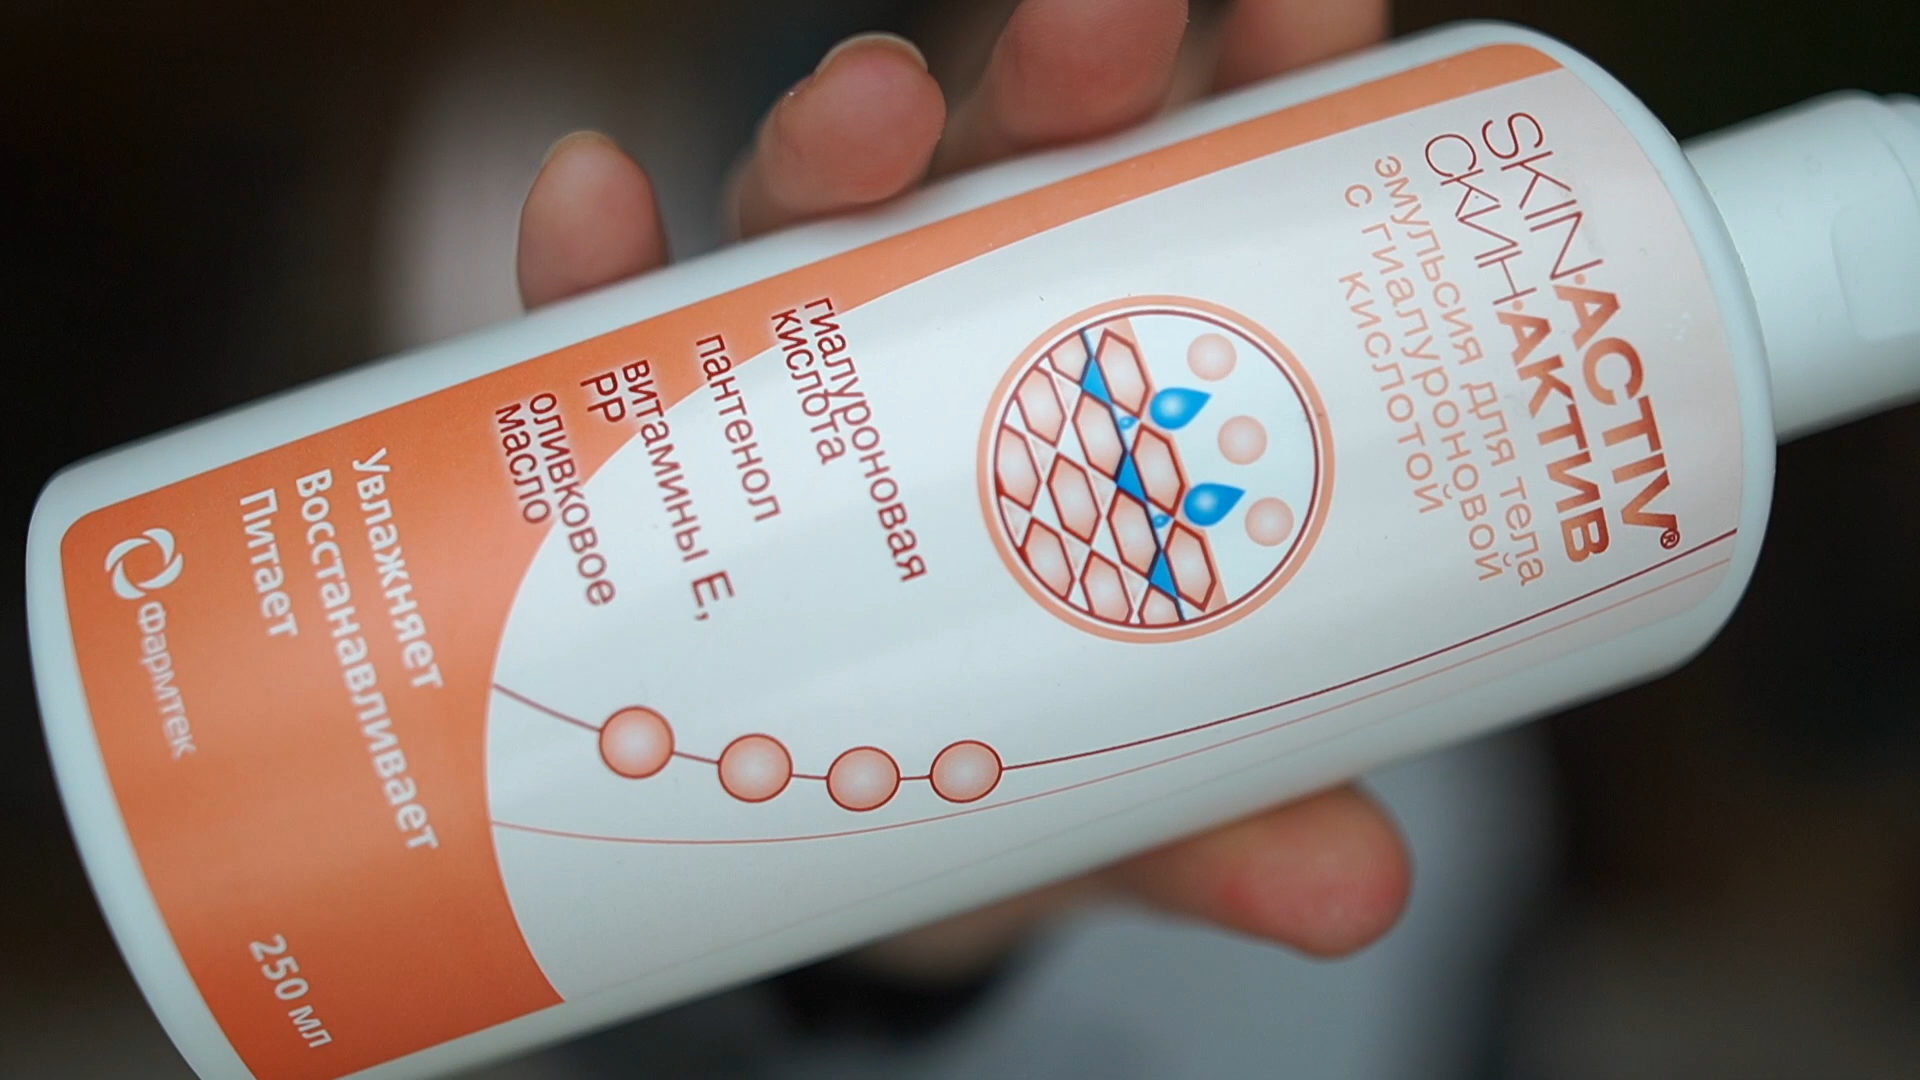 SKIN·ACTIV®
СКИН·АКТИВ
эмульсия для тела
с гиалуроновой
кислотой
гиалуроновая
кислота
пантенол
витамины Е,
РР
оливковое
масло
Увлажняет
Восстанавливает
Питает
Фармтек
250 мл